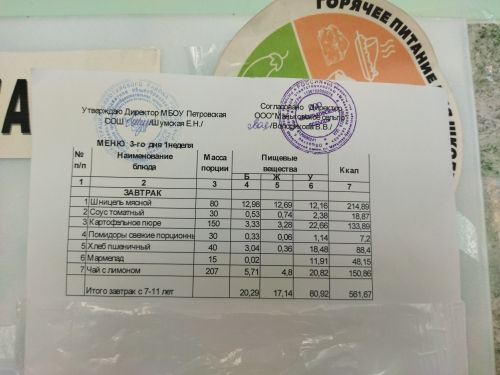 ГОРЯЧЕЕ ПИТАНИЕ
Утверждаю Директор МБОУ Петровская
СОШ /Шумская Е.Н./
Согласовано Директор
МЕНЮ 3-го дня 1неделя
№ п/п Наименование блюда Масса порции Пищевые вещества Ккал
Б Ж У
1 2 3 4 5 6 7
ЗАВТРАК
1 Шницель мясной 80 12,98 12,69 12,16 214,89
2 Соус томатный 30 0,53 0,74 2,38 18,87
3 Картофельное пюре 150 3,33 3,28 22,66 133,89
4 Помидоры свежие порционны 30 0,33 0,06 1,14 7,2
5 Хлеб пшеничный 40 3,04 0,36 18,48 88,4
6 Мармелад 15 0,02 11,91 48,15
7 Чай с лимоном 207 5,71 4,8 20,82 150,86
Итого завтрак с 7-11 лет 20,29 17,14 80,92 561,67